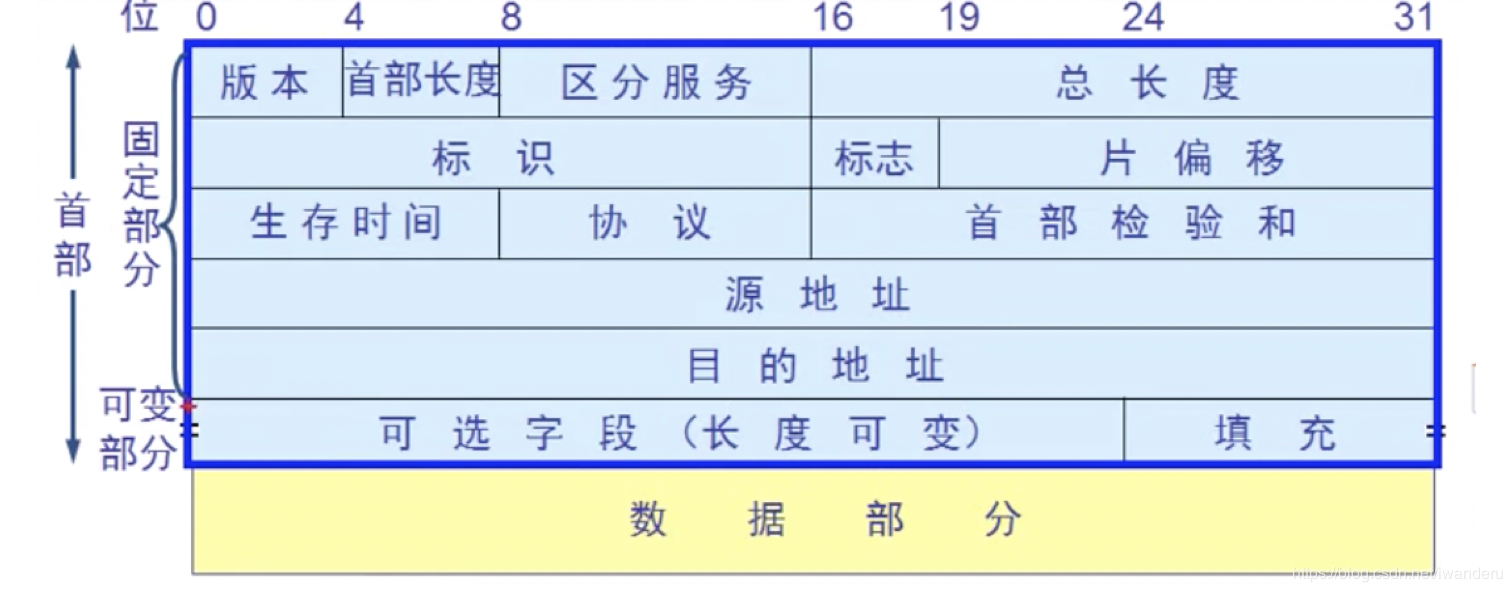 位 0 4 8 16 19 24 31
版本 首部长度 区分服务 总长度
标识 标志 片偏移
生存时间 协议 首部检验和
源地址
目的地址
可选字段（长度可变） 填充
数据部分
首部
固定部分
可变部分
https://blog.csdn.net/iwanderu